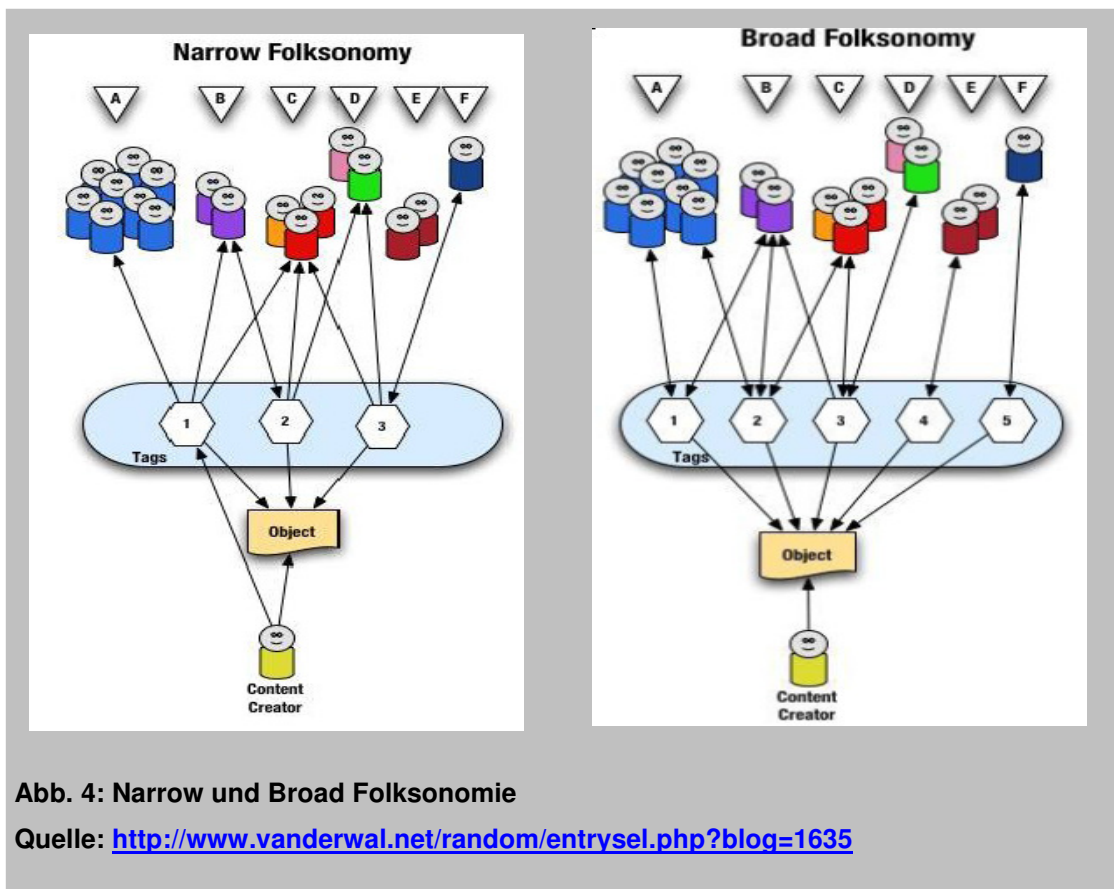 Narrow Folksonomy
A B C D E F
1 2 3
Tags
Object
Content
Creator
Broad Folksonomy
A B C D E F
1 2 3 4 5
Tags
Object
Content
Creator
Abb. 4: Narrow und Broad Folksonomie
Quelle: http://www.vanderwal.net/random/entrysel.php?blog=1635